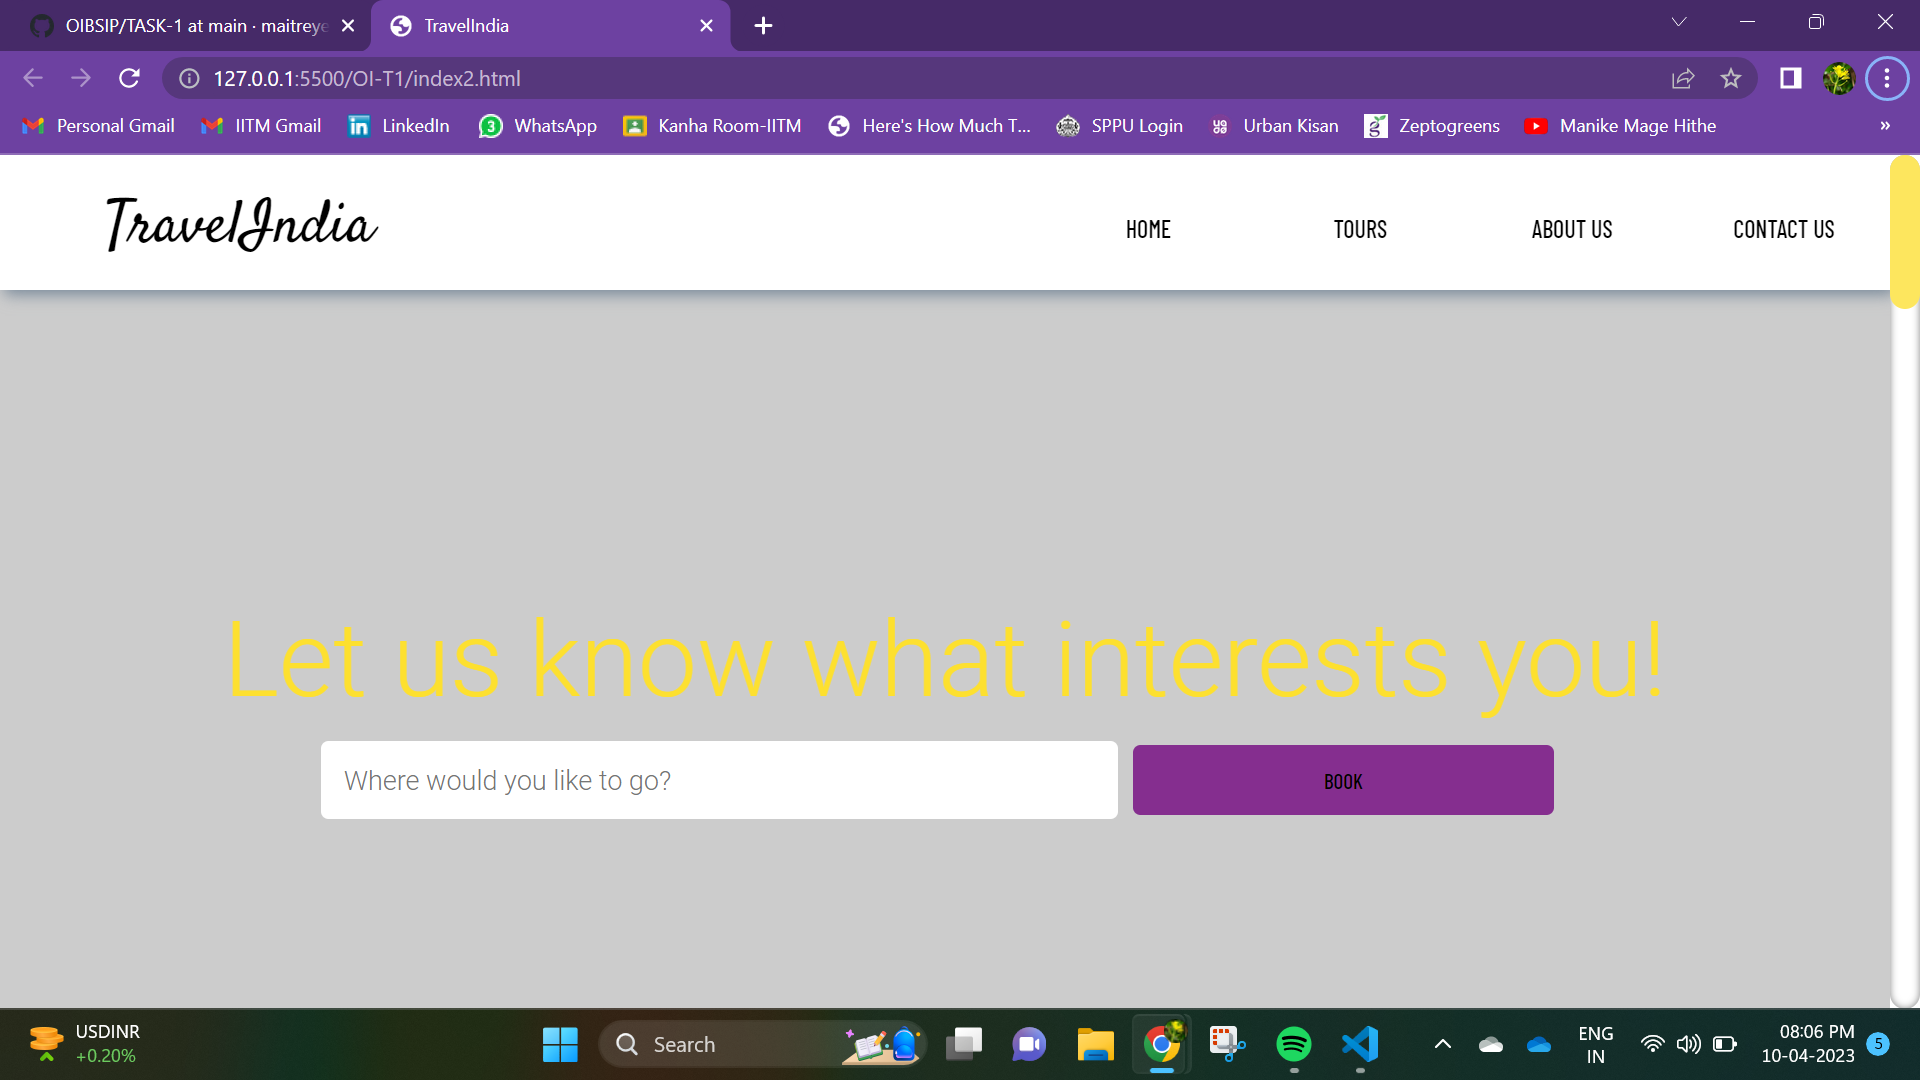 OIBSIP/TASK-1 at main · maitreye
TravelIndia
127.0.0.1:5500/OI-T1/index2.html
Personal Gmail
IITM Gmail
LinkedIn
3
WhatsApp
Kanha Room-IITM
Here's How Much T...
SPPU Login
Urban Kisan
Zeptogreens
Manike Mage Hithe
»
TravelIndia
HOME
TOURS
ABOUT US
CONTACT US
Let us know what interests you!
Where would you like to go?
BOOK
USDINR
+0.20%
Search
ENG
IN
08:06 PM
10-04-2023
5